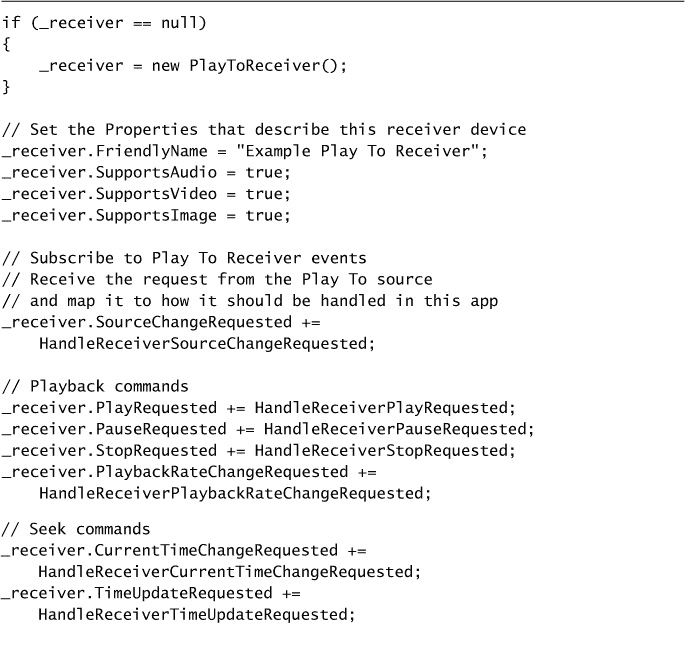 if (_receiver == null)
{
    _receiver = new PlayToReceiver();
}

// Set the Properties that describe this receiver device
_receiver.FriendlyName = "Example Play To Receiver";
_receiver.SupportsAudio = true;
_receiver.SupportsVideo = true;
_receiver.SupportsImage = true;

// Subscribe to Play To Receiver events
// Receive the request from the Play To source
// and map it to how it should be handled in this app
_receiver.SourceChangeRequested +=
    HandleReceiverSourceChangeRequested;

// Playback commands
_receiver.PlayRequested += HandleReceiverPlayRequested;
_receiver.PauseRequested += HandleReceiverPauseRequested;
_receiver.StopRequested += HandleReceiverStopRequested;
_receiver.PlaybackRateChangeRequested +=
    HandleReceiverPlaybackRateChangeRequested;

// Seek commands
_receiver.CurrentTimeChangeRequested +=
    HandleReceiverCurrentTimeChangeRequested;
_receiver.TimeUpdateRequested +=
    HandleReceiverTimeUpdateRequested;